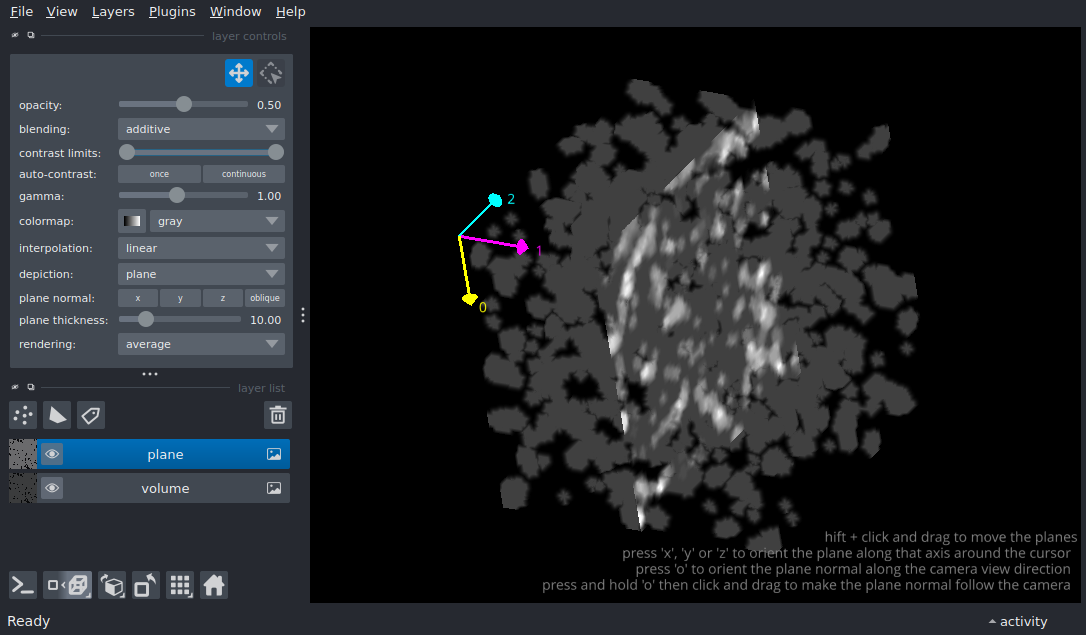 File View Layers Plugins Window Help
layer controls
opacity: 0.50
blending: additive
contrast limits:
auto-contrast: once continuous
gamma: 1.00
colormap: gray
interpolation: linear
depiction: plane
plane normal: x y z oblique
plane thickness: 10.00
rendering: average
layer list
plane
volume
2
1
0
hift + click and drag to move the planes
press 'x', 'y' or 'z' to orient the plane along that axis around the cursor
press 'o' to orient the plane normal along the camera view direction
press and hold 'o' then click and drag to make the plane normal follow the camera
Ready activity